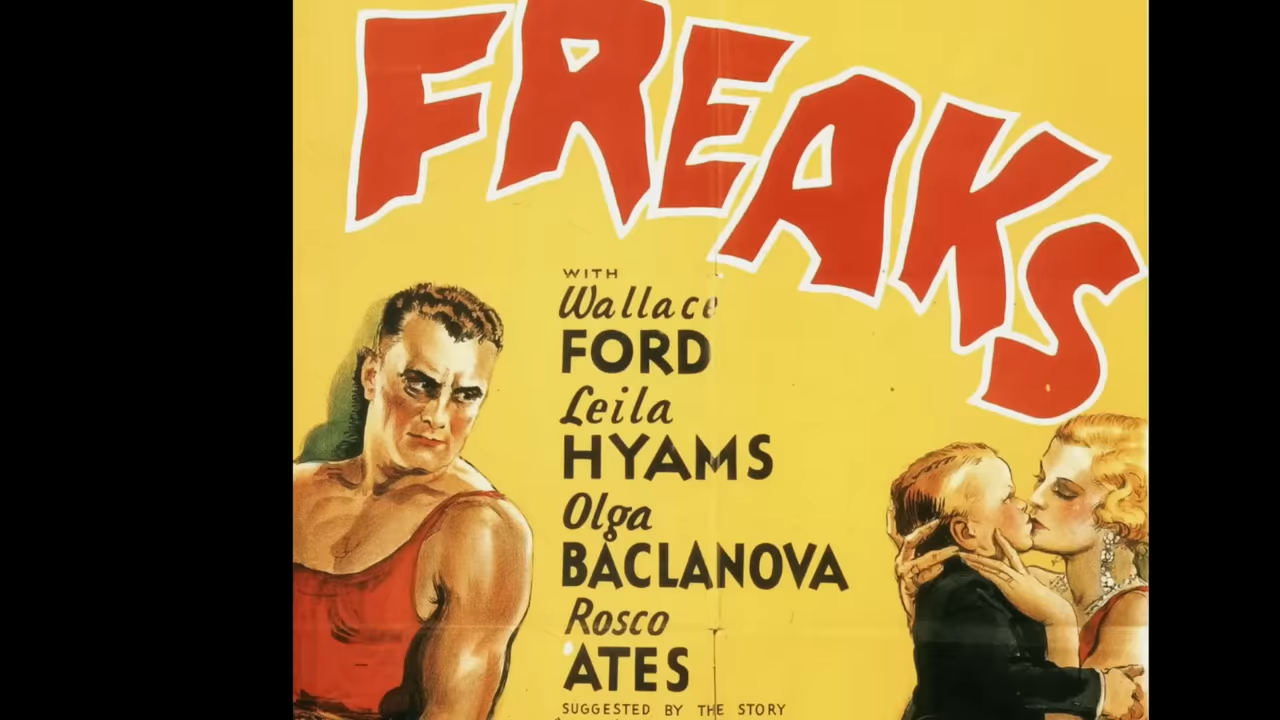 FREAKS
WITH
Wallace
FORD
Leila
HYAMS
Olga
BACLANOVA
Rosco
ATES
SUGGESTED BY THE STORY